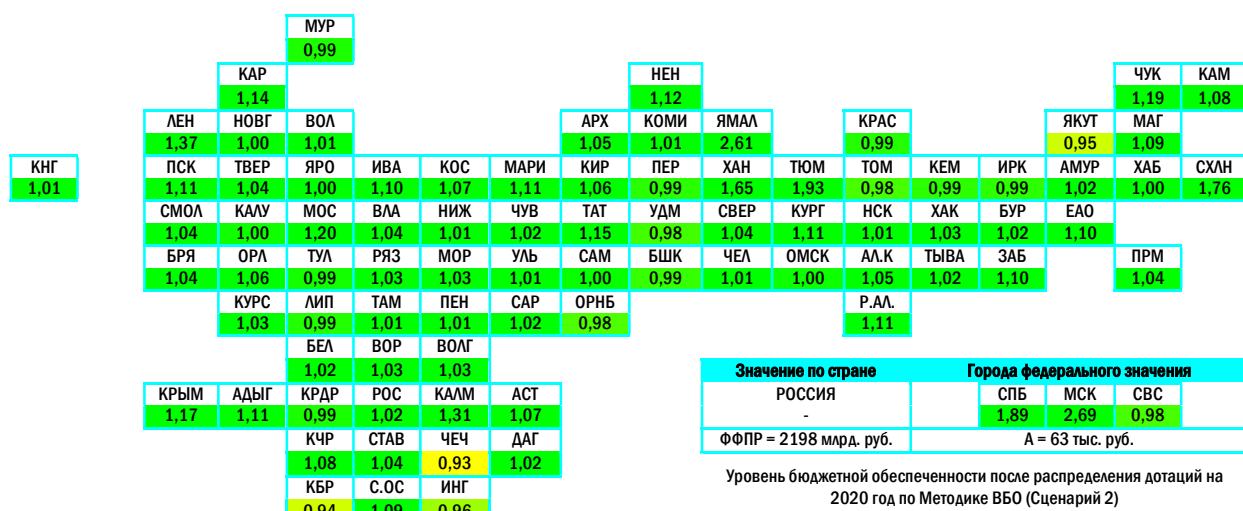 МУР
0,99
КАР НЕН ЧУК КАМ
1,14 1,12 1,19 1,08
ЛЕН НОВГ ВОЛ АРХ КОМИ ЯМАЛ КРАС ЯКУТ МАГ
1,37 1,00 1,01 1,05 1,01 2,61 0,99 0,95 1,09
КНГ ПСК ТВЕР ЯРО ИВА КОС МАРИ КИР ПЕР ХАН ТЮМ ТОМ КЕМ ИРК АМУР ХАБ СХЛН
1,01 1,11 1,04 1,00 1,10 1,07 1,11 1,06 0,99 1,65 1,93 0,98 0,99 0,99 1,02 1,00 1,76
СМОЛ КАЛУ МОС ВЛА НИЖ ЧУВ ТАТ УДМ СВЕР КУРГ НСК ХАК БУР ЕАО
1,04 1,00 1,20 1,04 1,01 1,02 1,15 0,98 1,04 1,11 1,01 1,03 1,02 1,10
БРЯ ОРЛ ТУЛ РЯЗ МОР УЛЬ САМ БШК ЧЕЛ ОМСК АЛ.К ТЫВА ЗАБ ПРМ
1,04 1,06 0,99 1,03 1,03 1,01 1,00 0,99 1,01 1,00 1,05 1,02 1,10 1,04
КУРС ЛИП ТАМ ПЕН САР ОРНБ Р.АЛ.
1,03 0,99 1,01 1,01 1,02 0,98 1,11
БЕЛ ВОР ВОЛГ
1,02 1,03 1,03
КРЫМ АДЫГ КРДР РОС КАЛМ АСТ
1,17 1,11 0,99 1,02 1,31 1,07
КЧР СТАВ ЧЕЧ ДАГ
1,08 1,04 0,93 1,02
КБР С.ОС ИНГ
0,94 1,09 0,96
Значение по стране Города федерального значения
РОССИЯ СПБ МСК СВС
- 1,89 2,69 0,98
ФФПР = 2198 млрд. руб. А = 63 тыс. руб.
Уровень бюджетной обеспеченности после распределения дотаций на
2020 год по Методике ВБО (Сценарий 2)